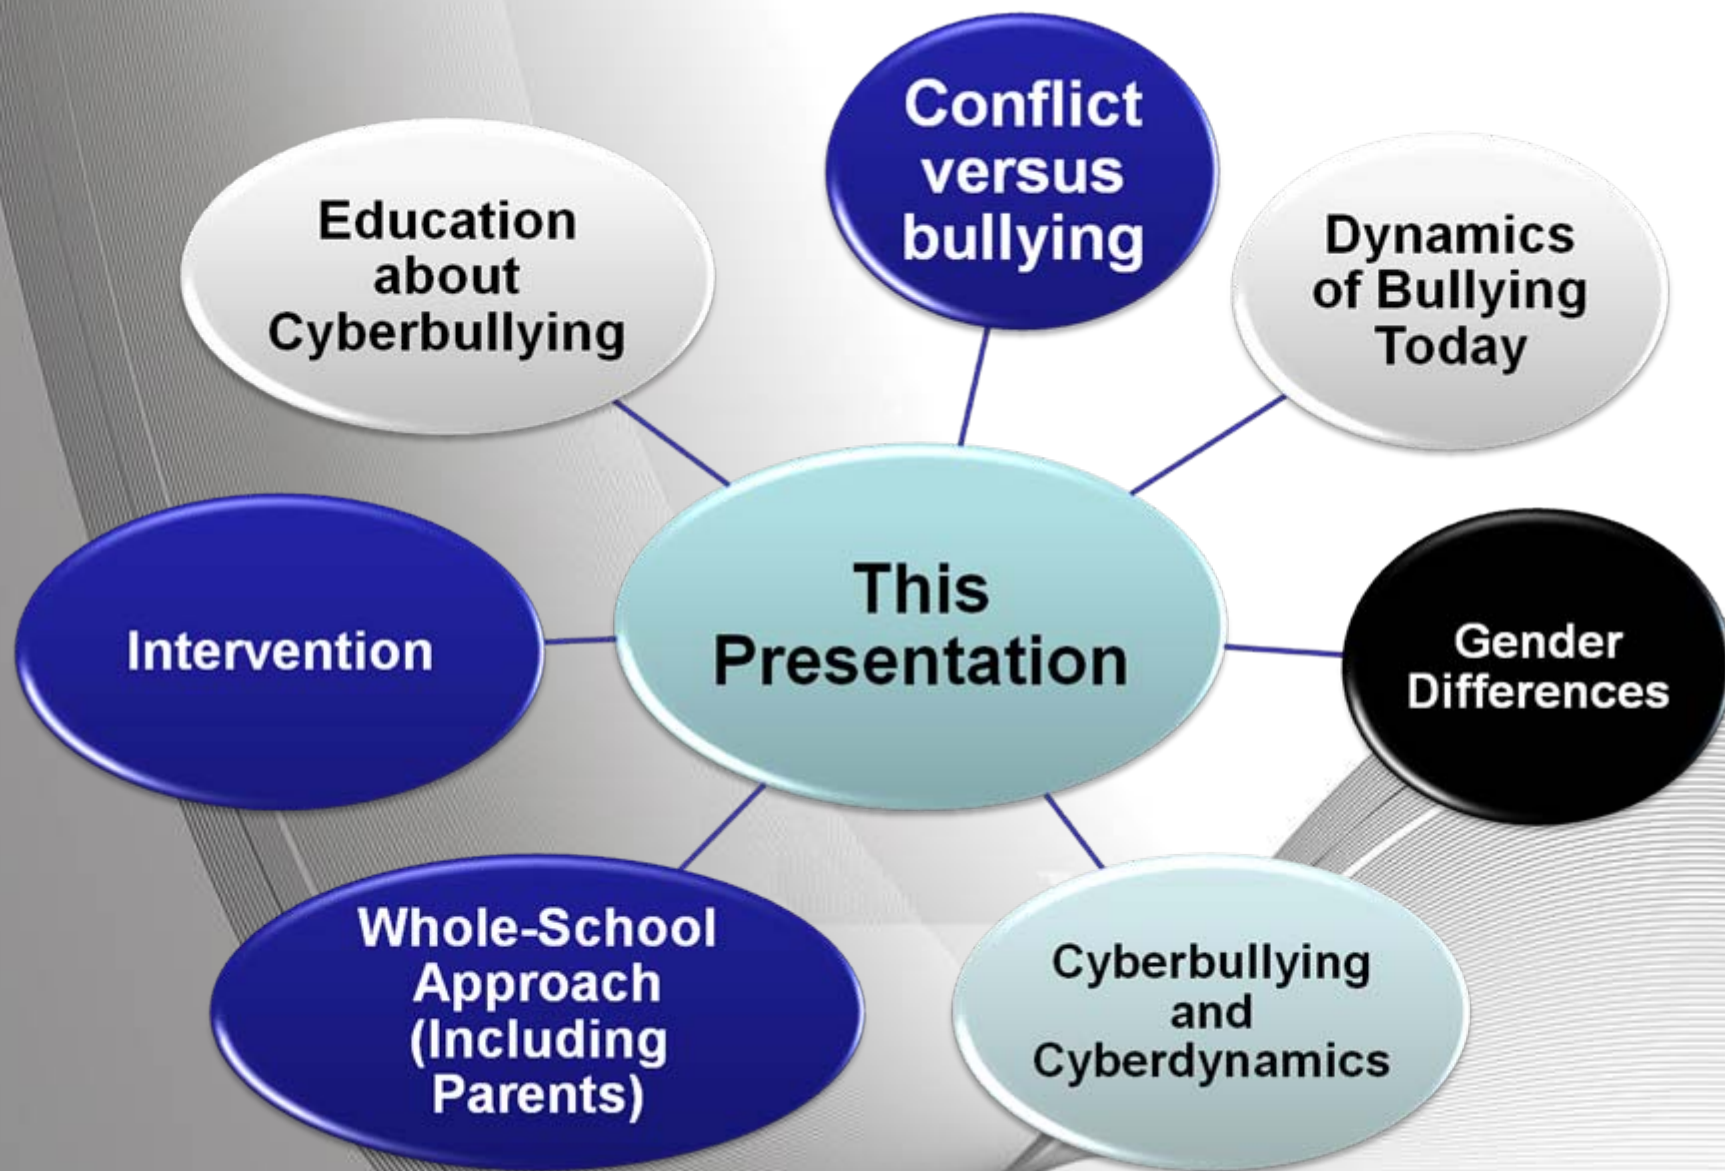 Conflict
versus
bullying
Dynamics
of Bullying
Today
Gender
Differences
Cyberbullying
and
Cyberdynamics
Whole-School
Approach
(Including
Parents)
Intervention
Education
about
Cyberbullying
This
Presentation